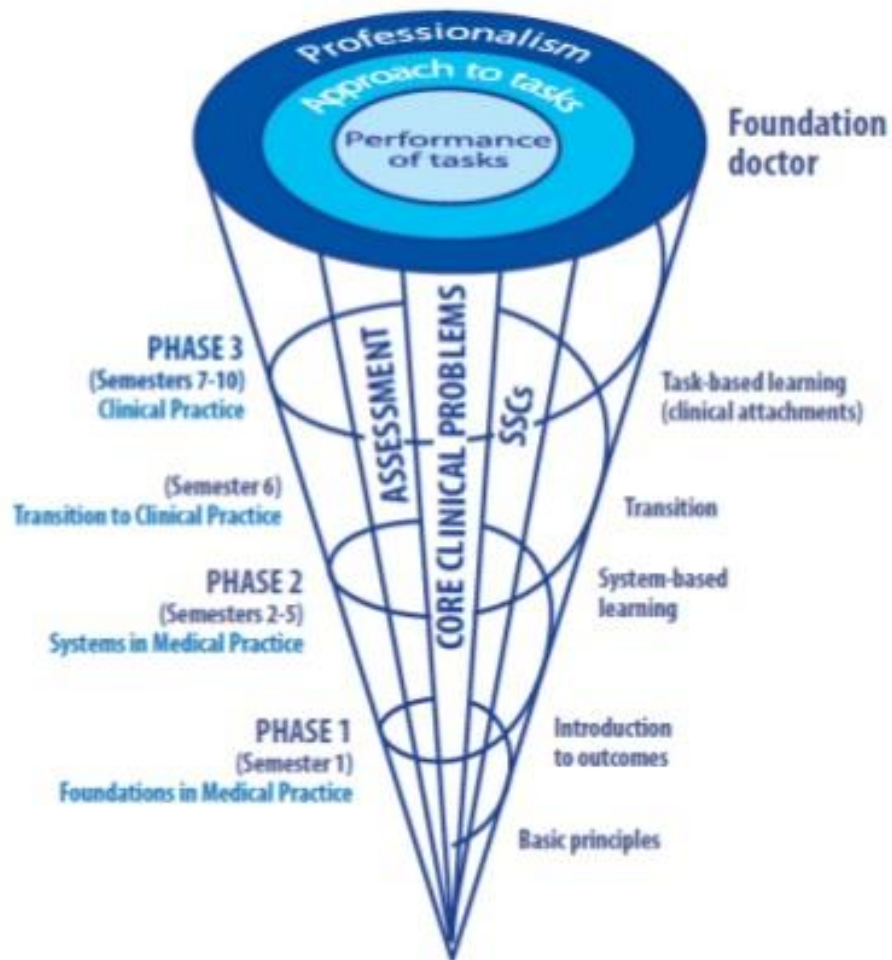 Professionalism
Approach to tasks
Performance
of tasks
Foundation
doctor
ASSESSMENT
CORE CLINICAL PROBLEMS
SSCs
PHASE 3
(Semesters 7-10)
Clinical Practice
Task-based learning
(clinical attachments)
(Semester 6)
Transition to Clinical Practice
Transition
PHASE 2
(Semesters 2-5)
Systems in Medical Practice
System-based
learning
PHASE 1
(Semester 1)
Foundations in Medical Practice
Introduction
to outcomes
Basic principles